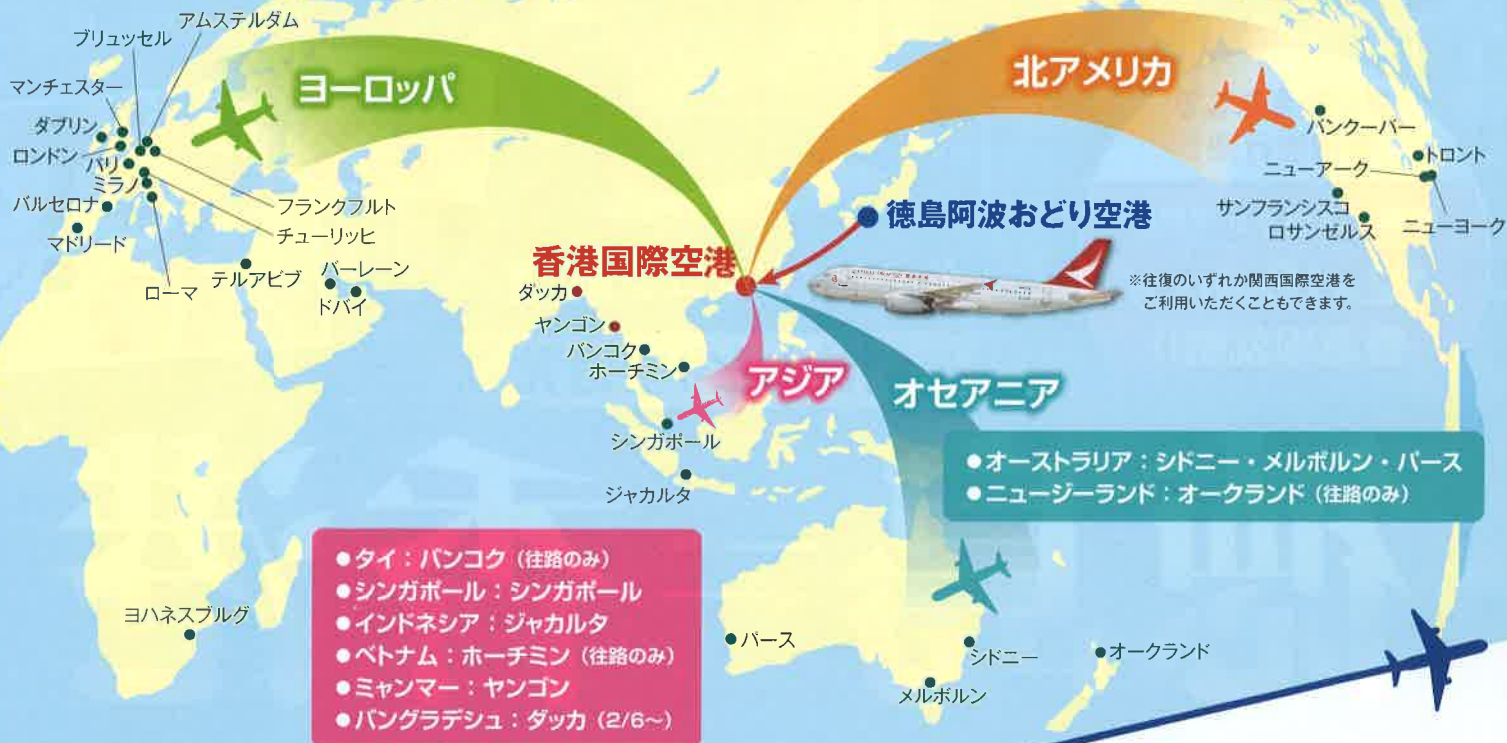 アムステルダム
ブリュッセル
マンチェスター
ダブリン
ロンドン
パリ
ミラノ
バルセロナ
マドリード
フランクフルト
チューリッヒ
ローマ
テルアビブ
バーレーン
ドバイ
ヨーロッパ
北アメリカ
バンクーバー
トロント
ニューアーク
サンフランシスコ
ロサンゼルス
ニューヨーク
徳島阿波おどり空港
香港国際空港
※往復のいずれか関西国際空港を
ご利用いただくこともできます。
ダッカ
ヤンゴン
バンコク
ホーチミン
アジア
オセアニア
シンガポール
ジャカルタ
●オーストラリア：シドニー・メルボルン・パース
●ニュージーランド：オークランド（往路のみ）
●タイ：バンコク（往路のみ）
●シンガポール：シンガポール
●インドネシア：ジャカルタ
●ベトナム：ホーチミン（往路のみ）
●ミャンマー：ヤンゴン
●バングラデシュ：ダッカ（2/6～）
ヨハネスブルグ
パース
シドニー
メルボルン
オークランド